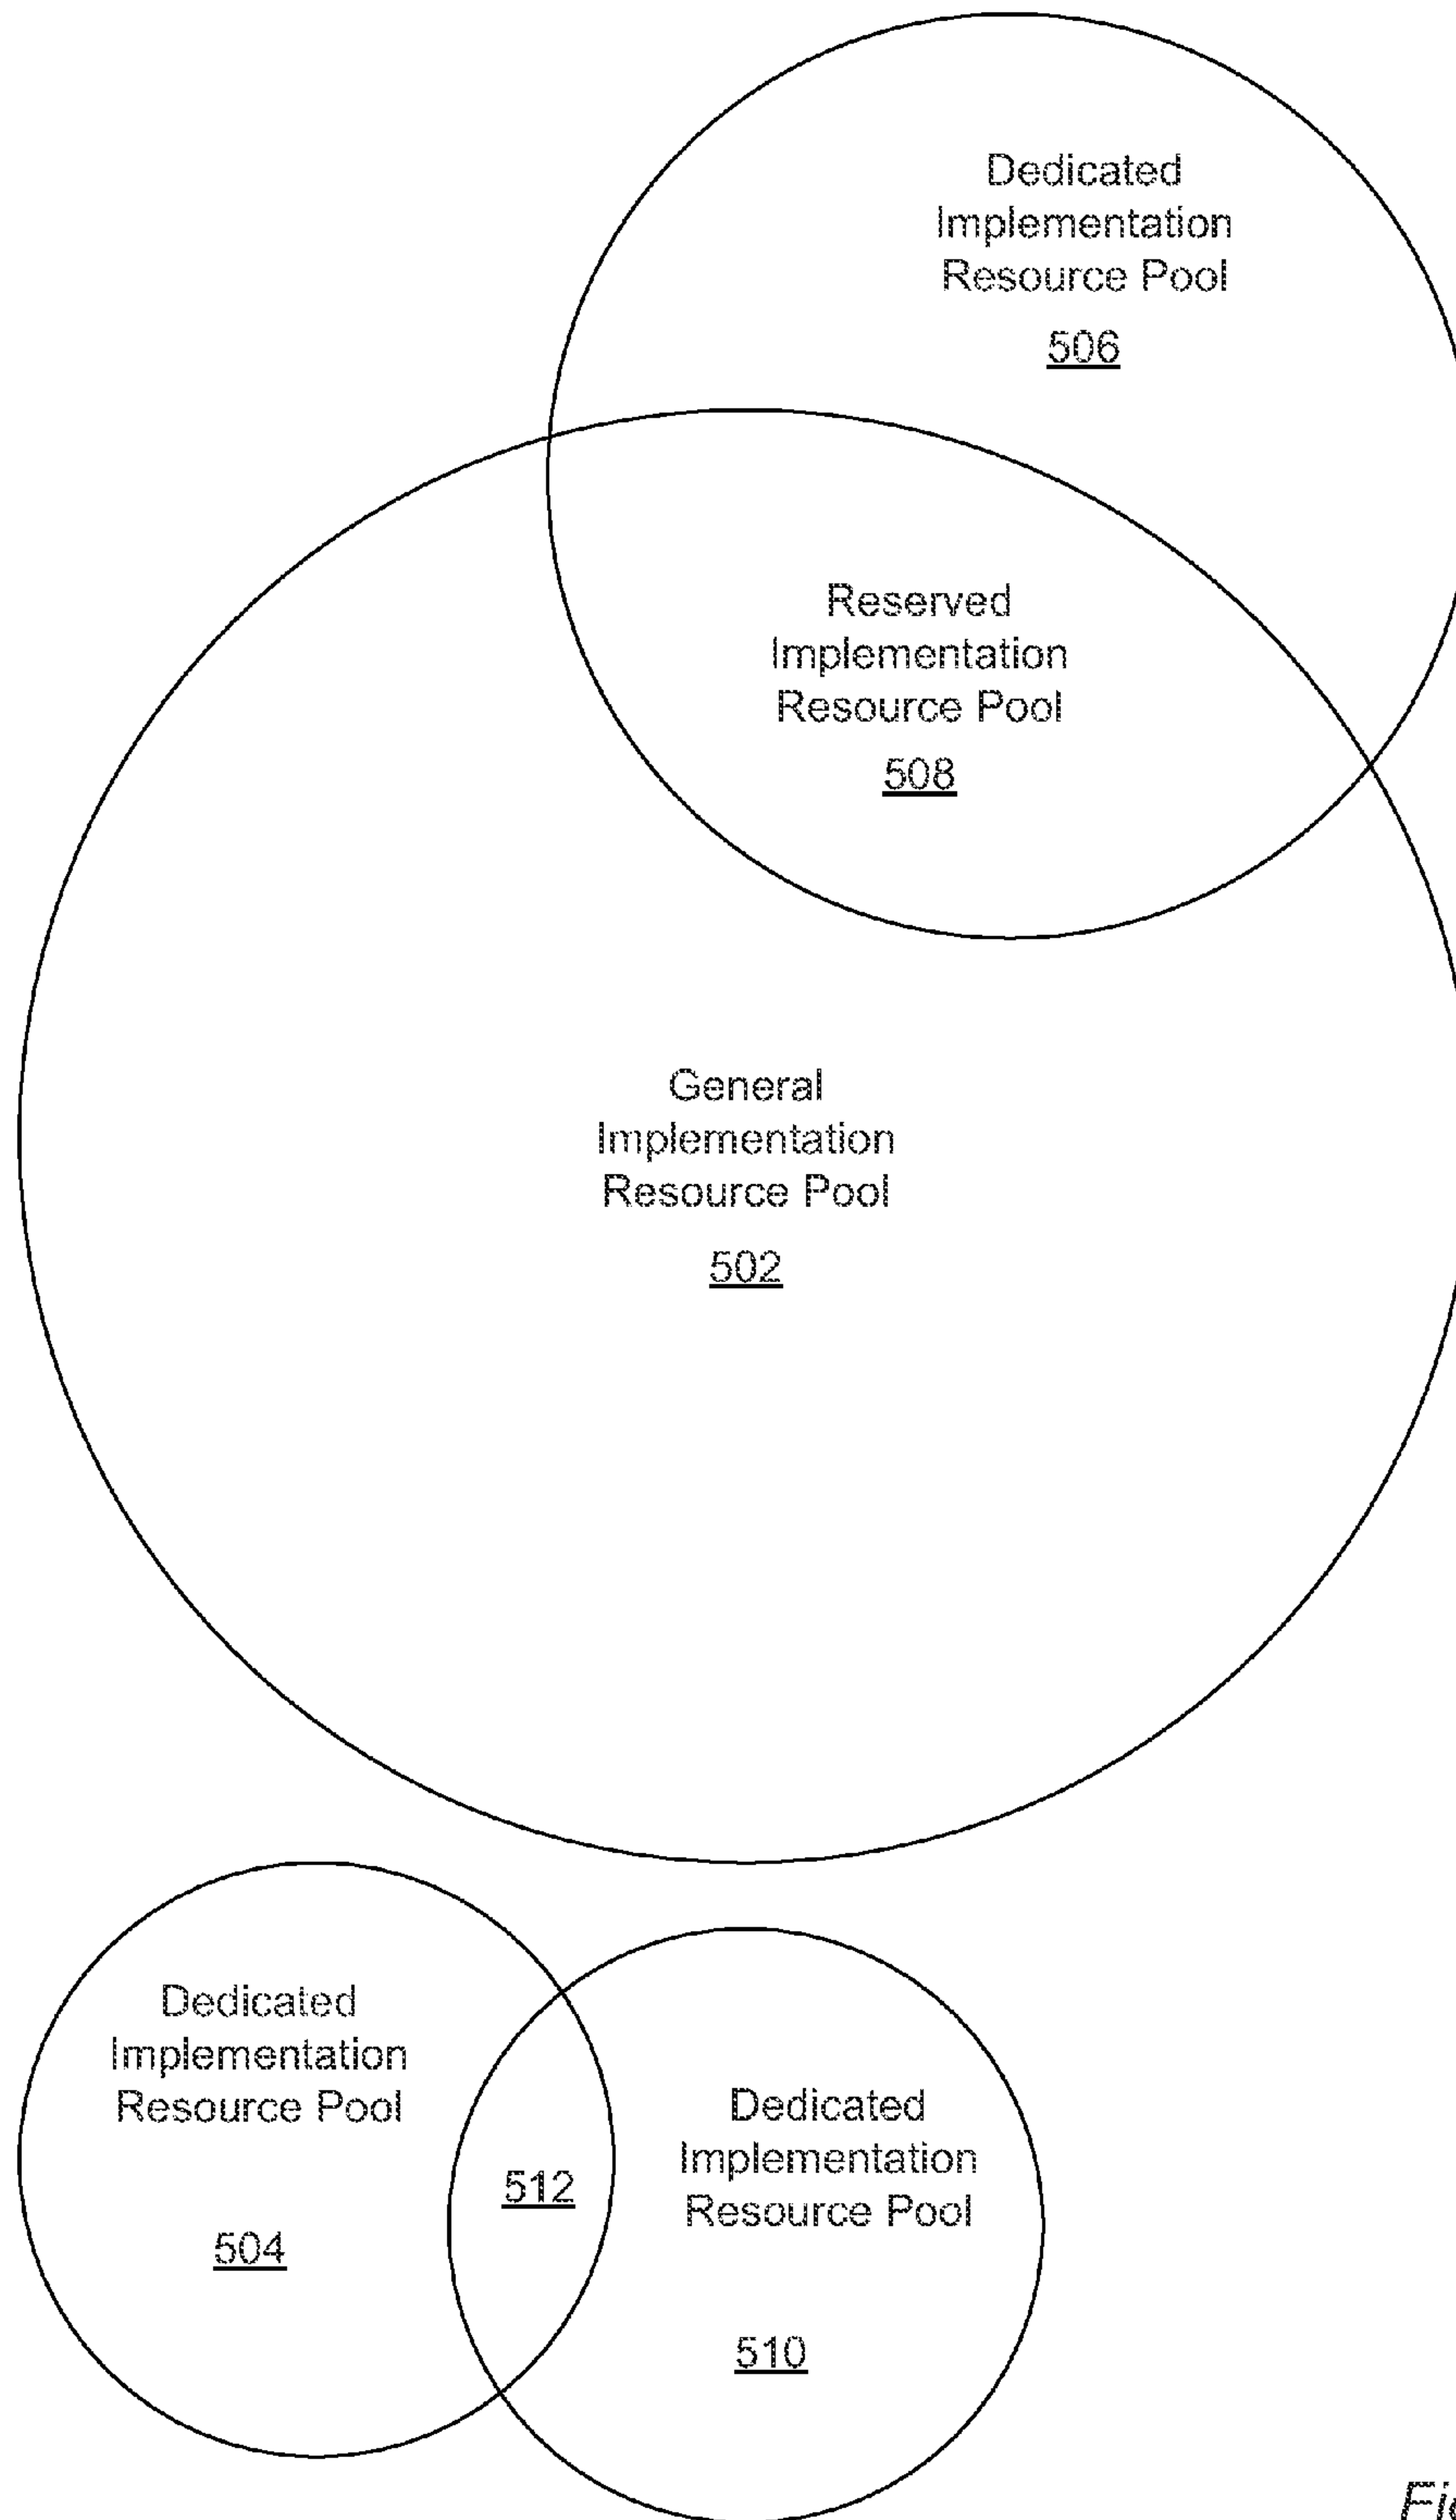 Dedicated
Implementation
Resource Pool
506
Reserved
Implementation
Resource Pool
508
General
Implementation
Resource Pool
502
Dedicated
Implementation
Resource Pool
504
512
Dedicated
Implementation
Resource Pool
510